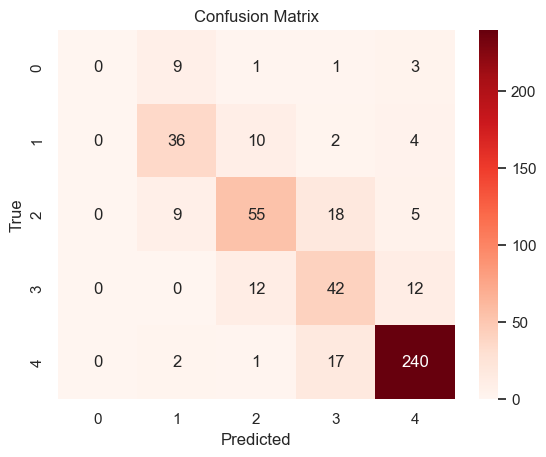 Confusion Matrix
0 0 9 1 1 3
1 0 36 10 2 4
2 0 9 55 18 5
3 0 0 12 42 12
4 0 2 1 17 240
0 1 2 3 4
True
Predicted
200
150
100
50
0